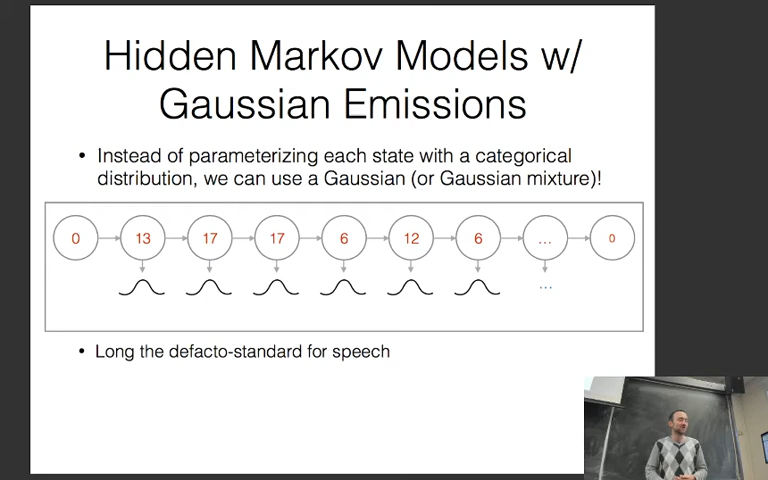 Hidden Markov Models w/
Gaussian Emissions
• Instead of parameterizing each state with a categorical
distribution, we can use a Gaussian (or Gaussian mixture)!
0 13 17 17 6 12 6 ... 0
...
• Long the defacto-standard for speech